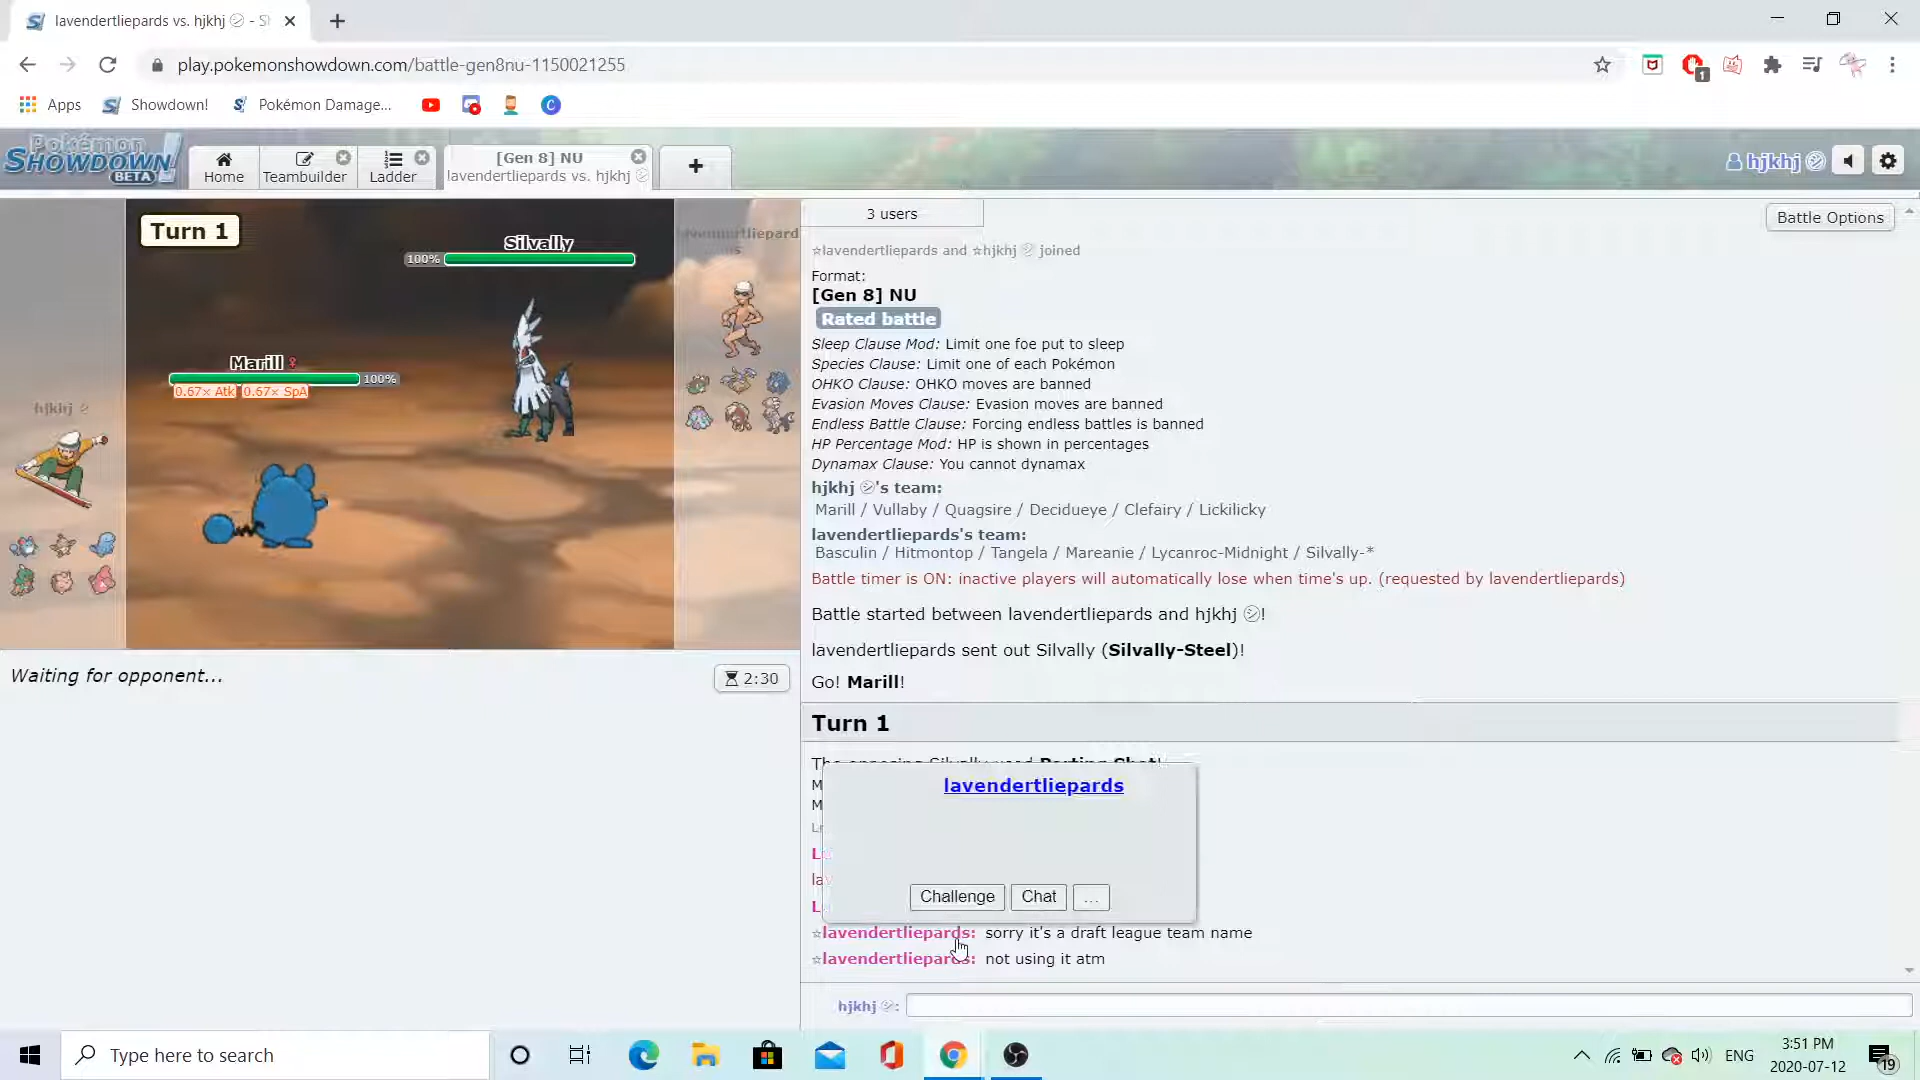 lavendertliepards vs. hjkhj
play.pokemonshowdown.com/battle-gen8nu-1150021255
1
Apps Showdown! Pokémon Damage...
C
Pokémon SHOWDOWN! BETA
Home
Teambuilder
Ladder
[Gen 8] NU
lavendertliepards vs. hjkhj
+
hjkhj
Turn 1
Silvally
100%
Marill
100%
0.67× Atk 0.67× SpA
Waiting for opponent...
2:30
3 users
Battle Options
☆lavendertliepards and ☆hjkhj joined
Format:
[Gen 8] NU
Rated battle
Sleep Clause Mod: Limit one foe put to sleep
Species Clause: Limit one of each Pokémon
OHKO Clause: OHKO moves are banned
Evasion Moves Clause: Evasion moves are banned
Endless Battle Clause: Forcing endless battles is banned
HP Percentage Mod: HP is shown in percentages
Dynamax Clause: You cannot dynamax
hjkhj 's team:
Marill / Vullaby / Quagsire / Decidueye / Clefairy / Lickilicky
lavendertliepards's team:
Basculin / Hitmontop / Tangela / Mareanie / Lycanroc-Midnight / Silvally-*
Battle timer is ON: inactive players will automatically lose when time's up. (requested by lavendertliepards)
Battle started between lavendertliepards and hjkhj !
lavendertliepards sent out Silvally (Silvally-Steel)!
Go! Marill!
Turn 1
The opposing Silvally used Parting Shot!
lavendertliepards
Challenge Chat ...
☆lavendertliepards: sorry it's a draft league team name
☆lavendertliepards: not using it atm
hjkhj :
Type here to search
ENG
3:51 PM
2020-07-12
19